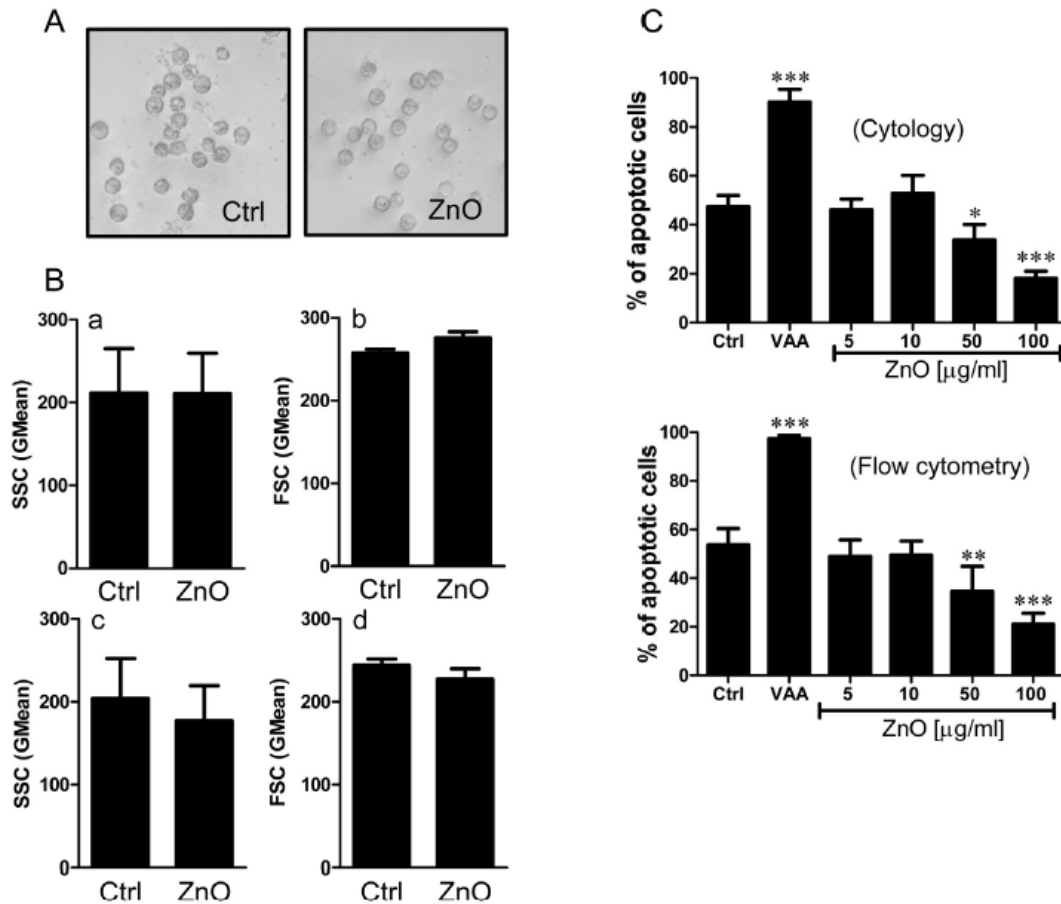 A
Ctrl
ZnO
B
a
300
200
100
0
SSC (GMean)
Ctrl ZnO
b
300
200
100
0
FSC (GMean)
Ctrl ZnO
c
300
200
100
0
SSC (GMean)
Ctrl ZnO
d
300
200
100
0
FSC (GMean)
Ctrl ZnO
C
100
80
60
40
20
0
% of apoptotic cells
(Cytology)
***
*
***
Ctrl VAA 5 10 50 100
ZnO [μg/ml]
100
80
60
40
20
0
% of apoptotic cells
(Flow cytometry)
***
**
***
Ctrl VAA 5 10 50 100
ZnO [μg/ml]